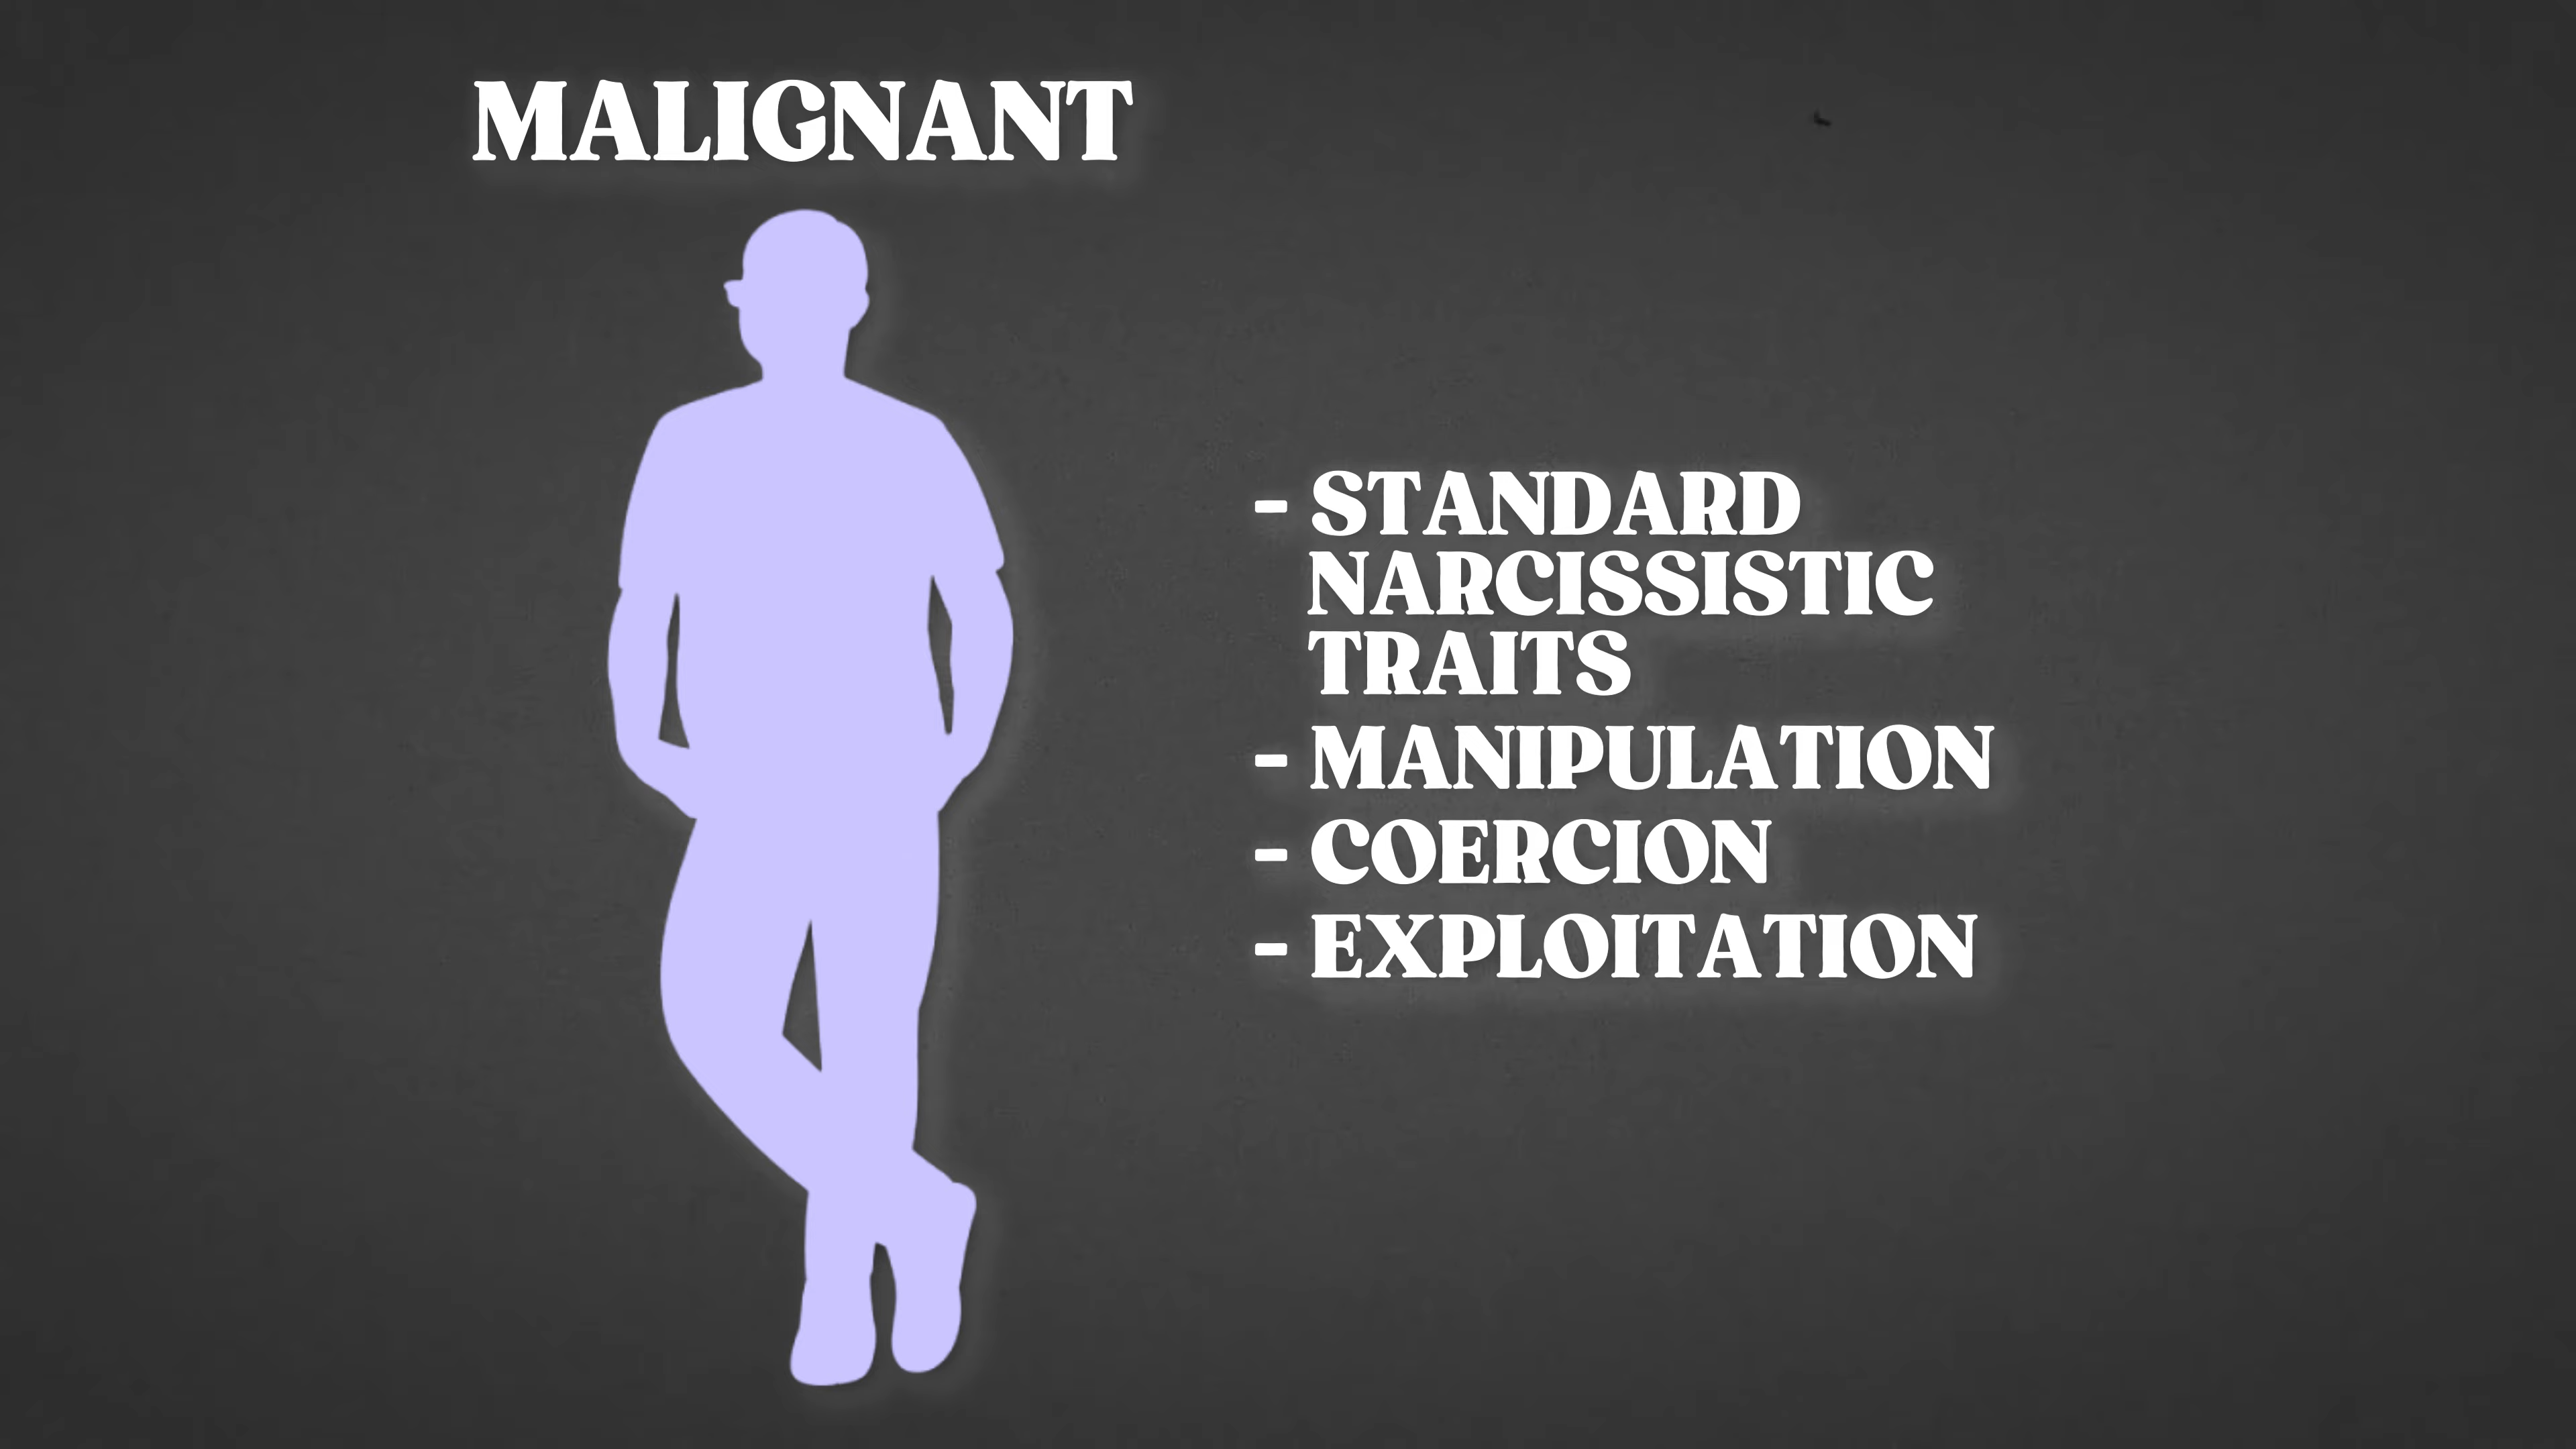 MALIGNANT
- STANDARD
NARCISSISTIC
TRAITS
- MANIPULATION
- COERCION
- EXPLOITATION